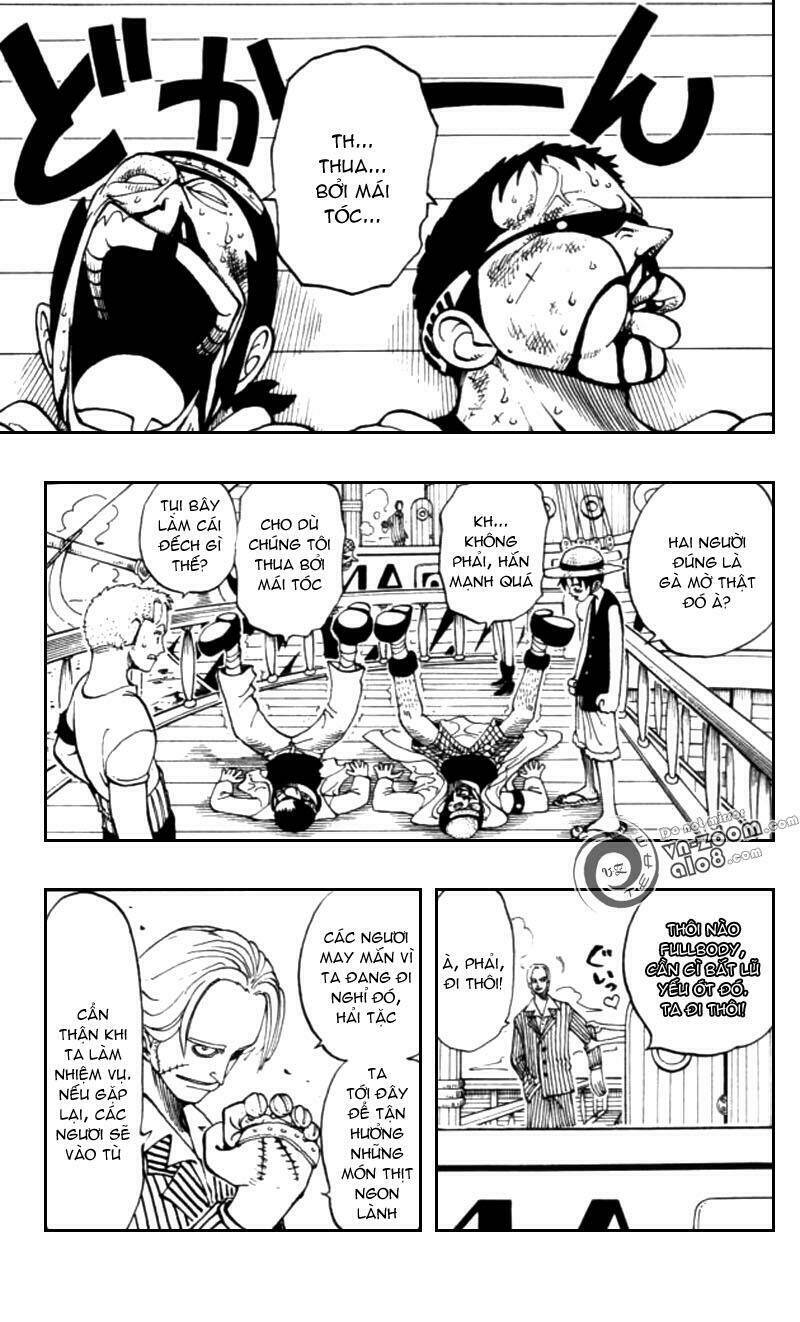 どかーん
TH...
THUA...
BỞI MÁI
TÓC...
HAI NGƯỜI
ĐÚNG LÀ
GÀ MỜ THẬT
ĐÓ À?
KH...
KHÔNG
PHẢI, HẮN
MẠNH QUÁ
CHO DÙ
CHÚNG TÔI
THUA BỞI
MÁI TÓC
TỤI BÂY
LÀM CÁI
ĐẾCH GÌ
THẾ?
MA
Do not mirror
vn-zoom.com
alo8.com
THÔI NÀO
FULLBODY,
CẦN GÌ BẮT LŨ
YẾU ỚT ĐÓ.
TA ĐI THÔI!
À, PHẢI,
ĐI THÔI!
ぐいっ♡
MA
CÁC NGƯƠI
MAY MẮN VÌ
TA ĐANG ĐI
NGHỈ ĐÓ,
HẢI TẶC
TA
TỚI ĐÂY
ĐỂ TẬN
HƯỞNG
NHỮNG
MÓN THỊT
NGON
LÀNH
CẨN
THẬN KHI
TA LÀM
NHIỆM VỤ.
NẾU GẶP
LẠI, CÁC
NGƯƠI SẼ
VÀO TÙ